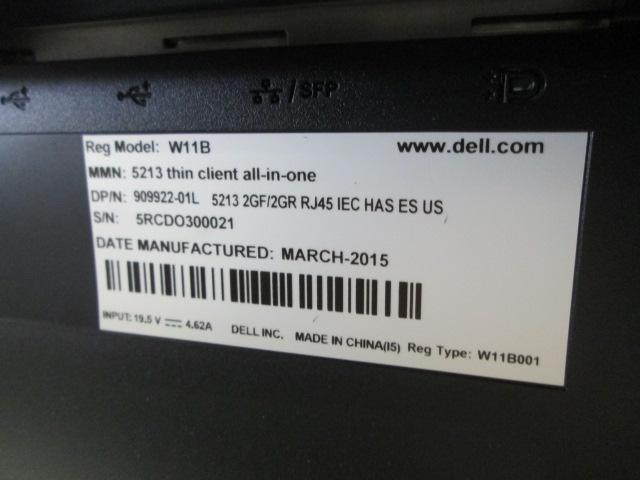 /SFP
Reg Model: W11B www.dell.com
MMN: 5213 thin client all-in-one
DP/N: 909922-01L 5213 2GF/2GR RJ45 IEC HAS ES US
S/N: 5RCDO300021
DATE MANUFACTURED: MARCH-2015
INPUT: 19.5 V 4.62A DELL INC. MADE IN CHINA(I5) Reg Type: W11B001